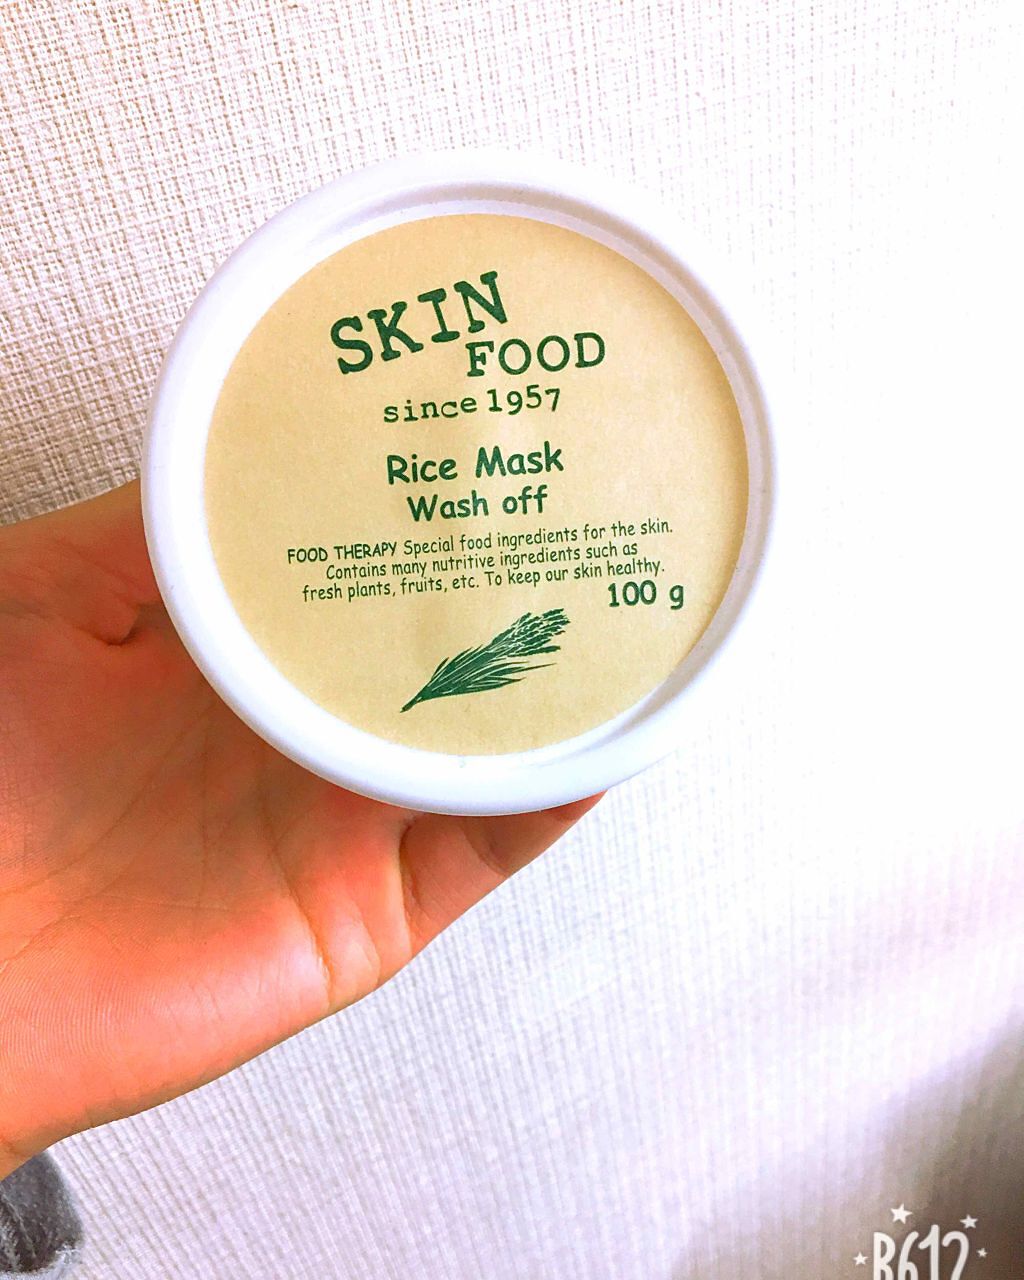 SKIN
FOOD
since 1957
Rice Mask
Wash off
FOOD THERAPY Special food ingredients for the skin.
Contains many nutritive ingredients such as
fresh plants, fruits, etc. To keep our skin healthy.
100 g
B612